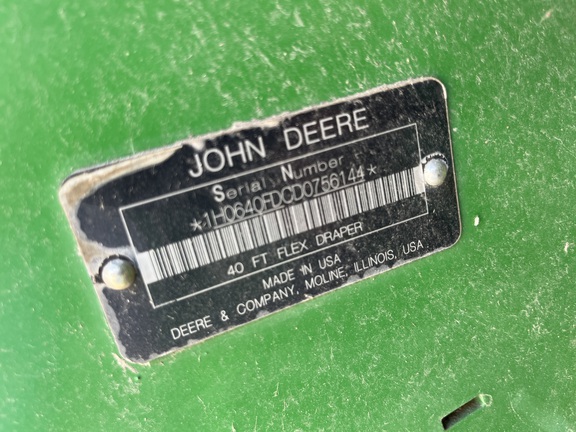 JOHN DEERE
Serial Number
*1H0640FDCD0756144*
40 FT FLEX DRAPER
MADE IN USA
DEERE & COMPANY, MOLINE, ILLINOIS, USA